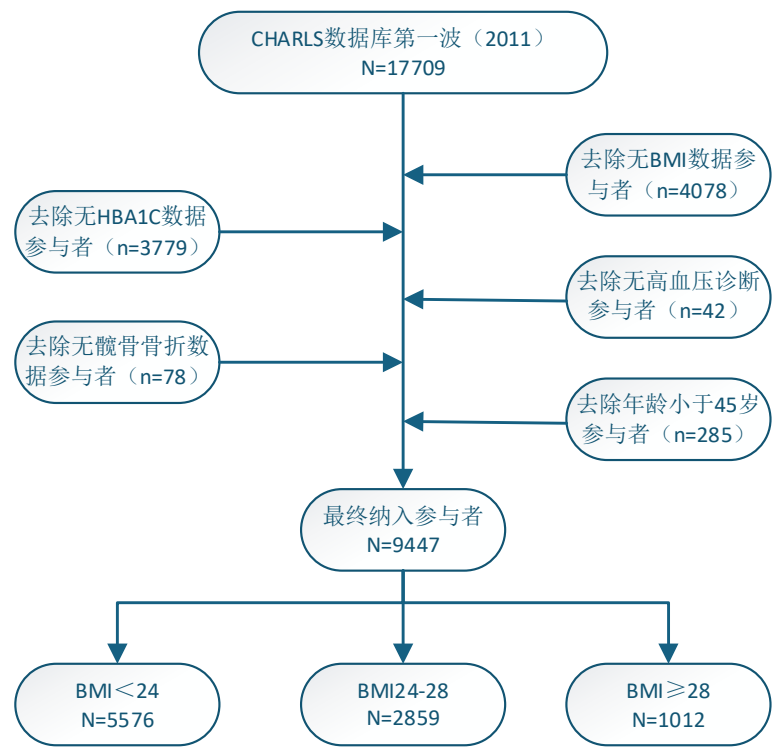 CHARLS数据库第一波（2011）
N=17709
去除无BMI数据参
与者（n=4078）
去除无HBA1C数据
参与者（n=3779）
去除无高血压诊断
参与者（n=42）
去除无髋骨骨折数
据参与者（n=78）
去除年龄小于45岁
参与者（n=285）
最终纳入参与者
N=9447
BMI＜24
N=5576
BMI24-28
N=2859
BMI≥28
N=1012